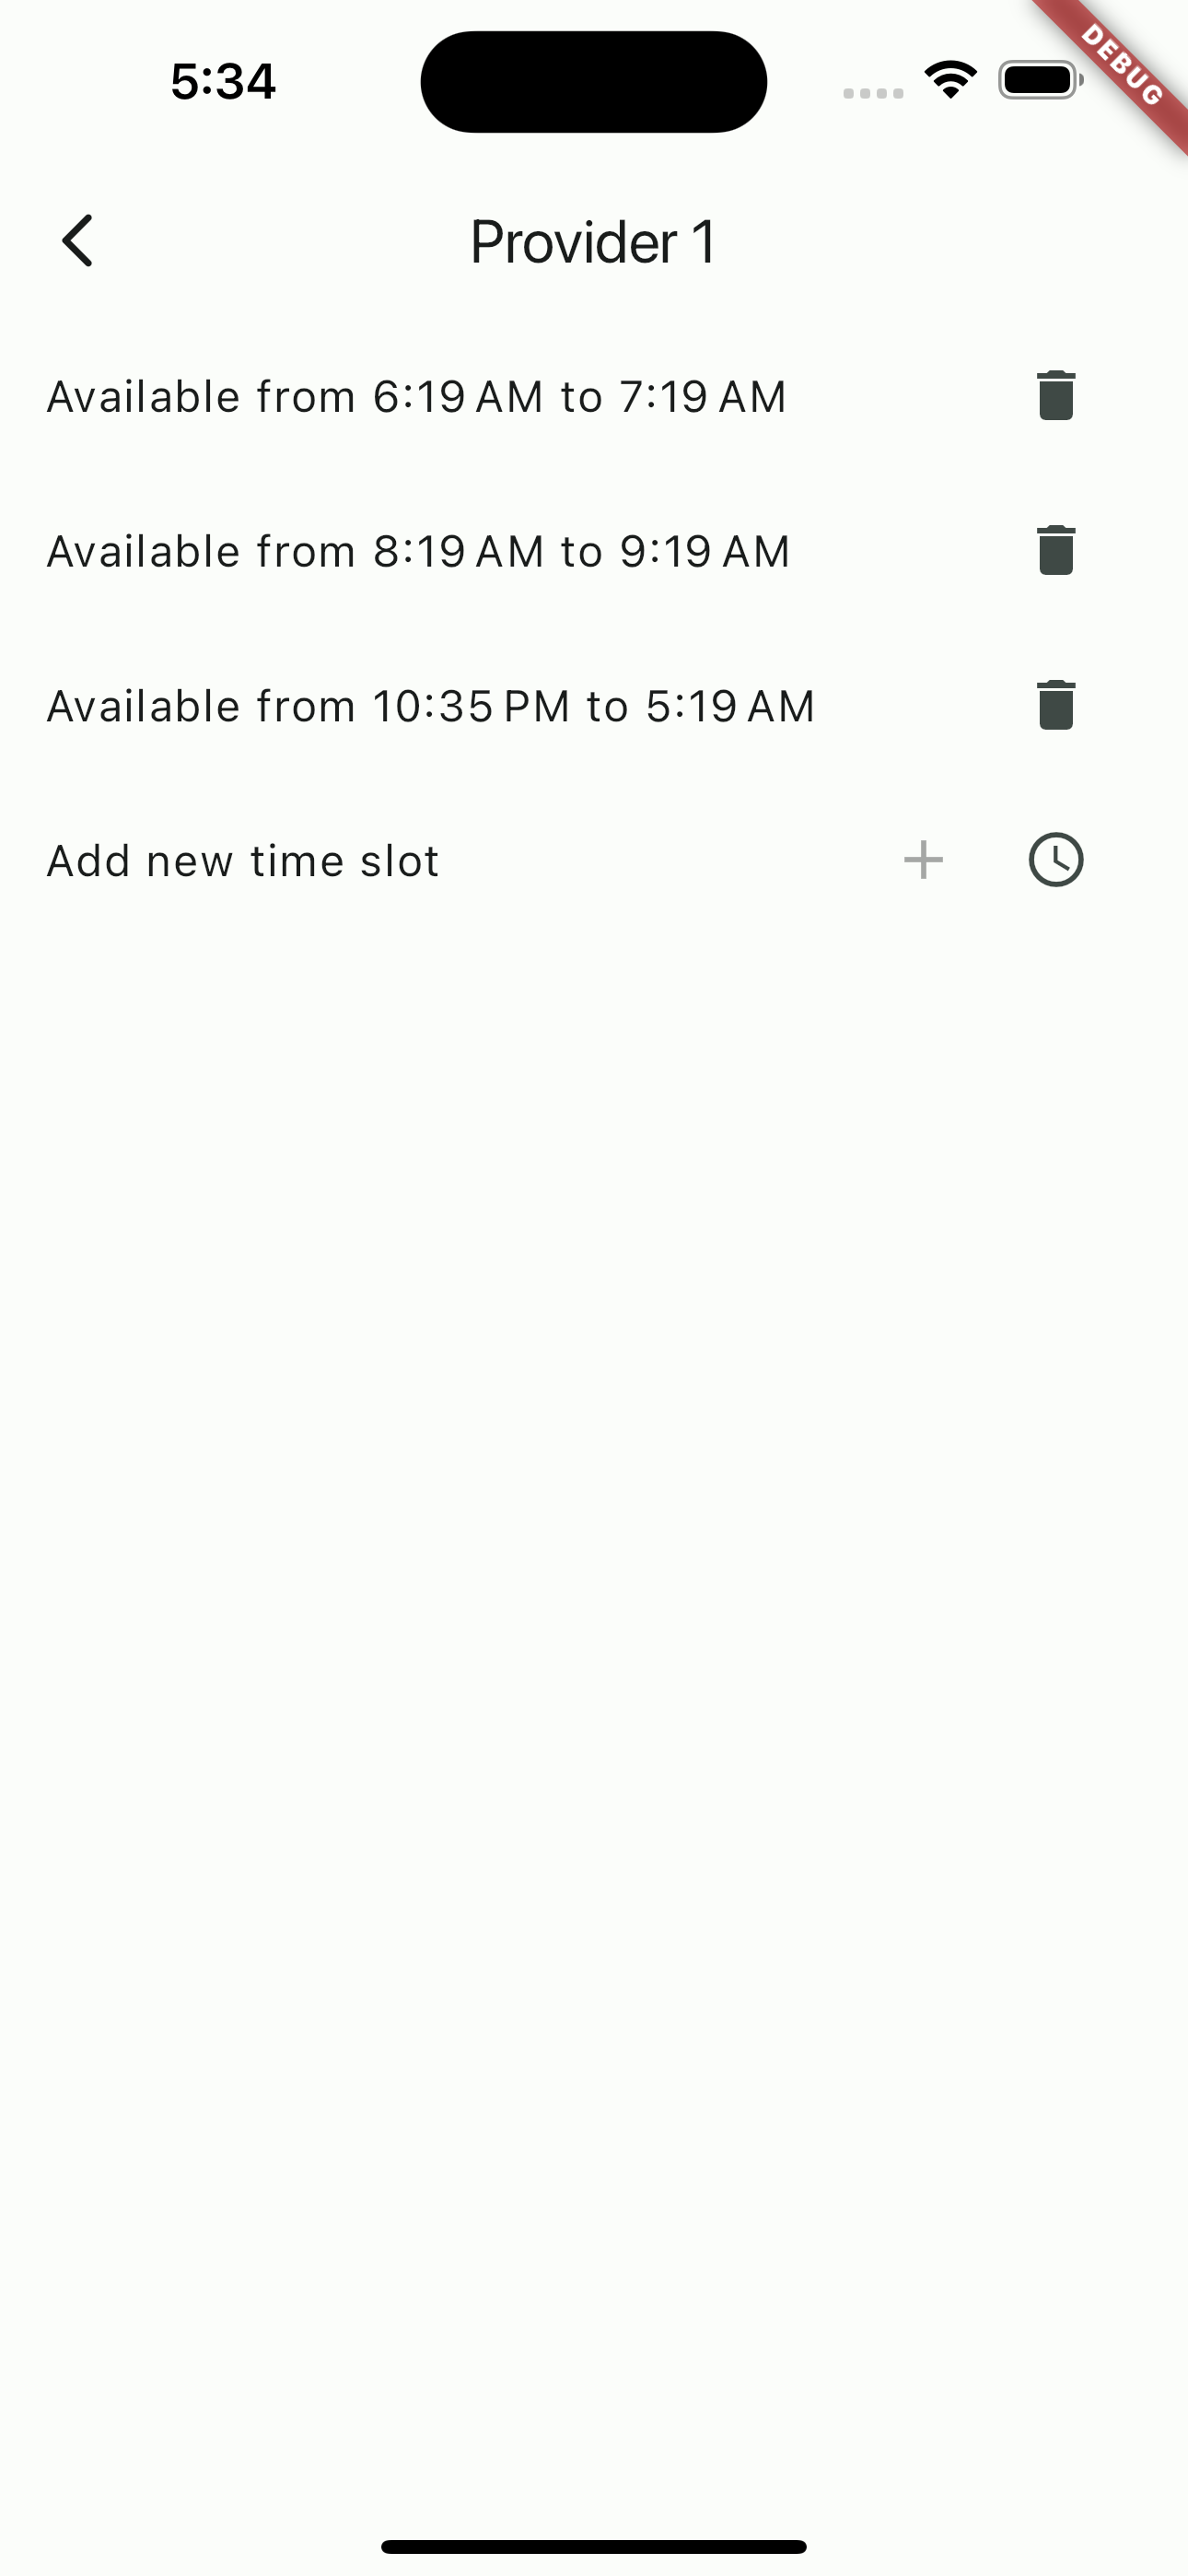 5:34
DEBUG
Provider 1
Available from 6:19 AM to 7:19 AM
Available from 8:19 AM to 9:19 AM
Available from 10:35 PM to 5:19 AM
Add new time slot